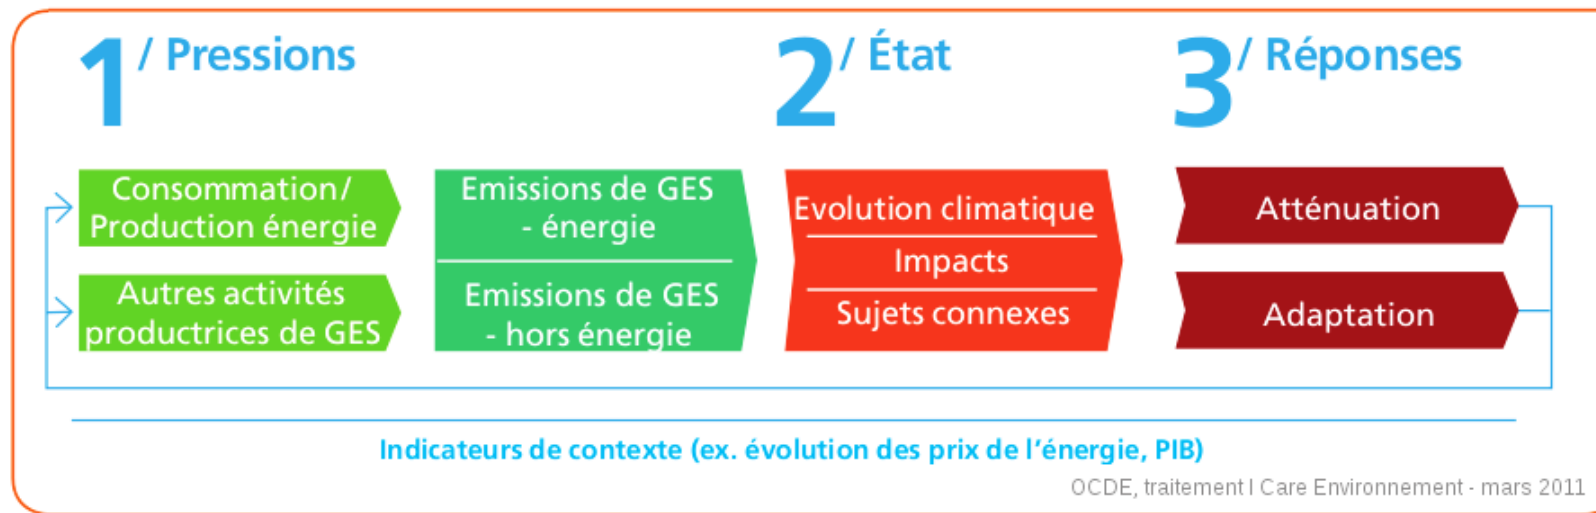 1/ Pressions
2/ État
3/ Réponses
Consommation/
Production énergie
Autres activités
productrices de GES
Emissions de GES
- énergie
Emissions de GES
- hors énergie
Evolution climatique
Impacts
Sujets connexes
Atténuation
Adaptation
Indicateurs de contexte (ex. évolution des prix de l’énergie, PIB)
OCDE, traitement I Care Environnement - mars 2011